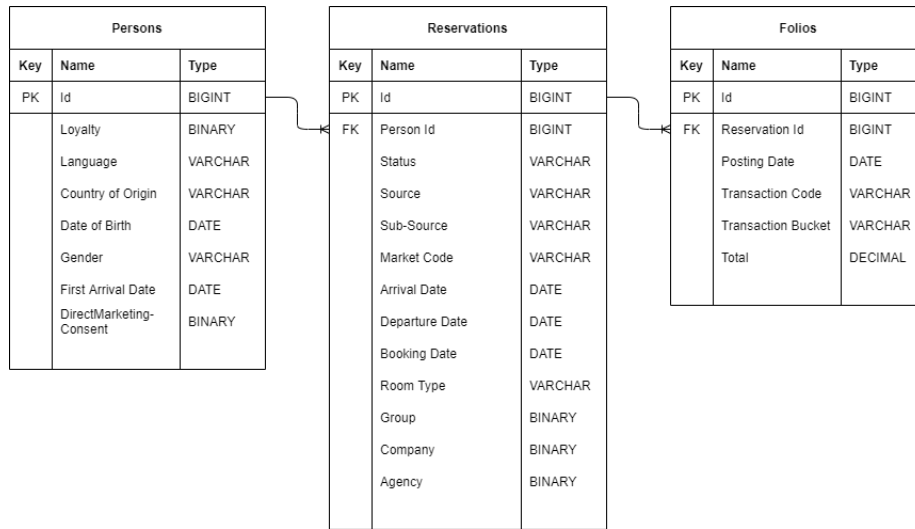 Persons
Key Name Type
PK Id BIGINT
Loyalty BINARY
Language VARCHAR
Country of Origin VARCHAR
Date of Birth DATE
Gender VARCHAR
First Arrival Date DATE
DirectMarketing-
Consent BINARY
Reservations
Key Name Type
PK Id BIGINT
FK Person Id BIGINT
Status VARCHAR
Source VARCHAR
Sub-Source VARCHAR
Market Code VARCHAR
Arrival Date DATE
Departure Date DATE
Booking Date DATE
Room Type VARCHAR
Group BINARY
Company BINARY
Agency BINARY
Folios
Key Name Type
PK Id BIGINT
FK Reservation Id BIGINT
Posting Date DATE
Transaction Code VARCHAR
Transaction Bucket VARCHAR
Total DECIMAL